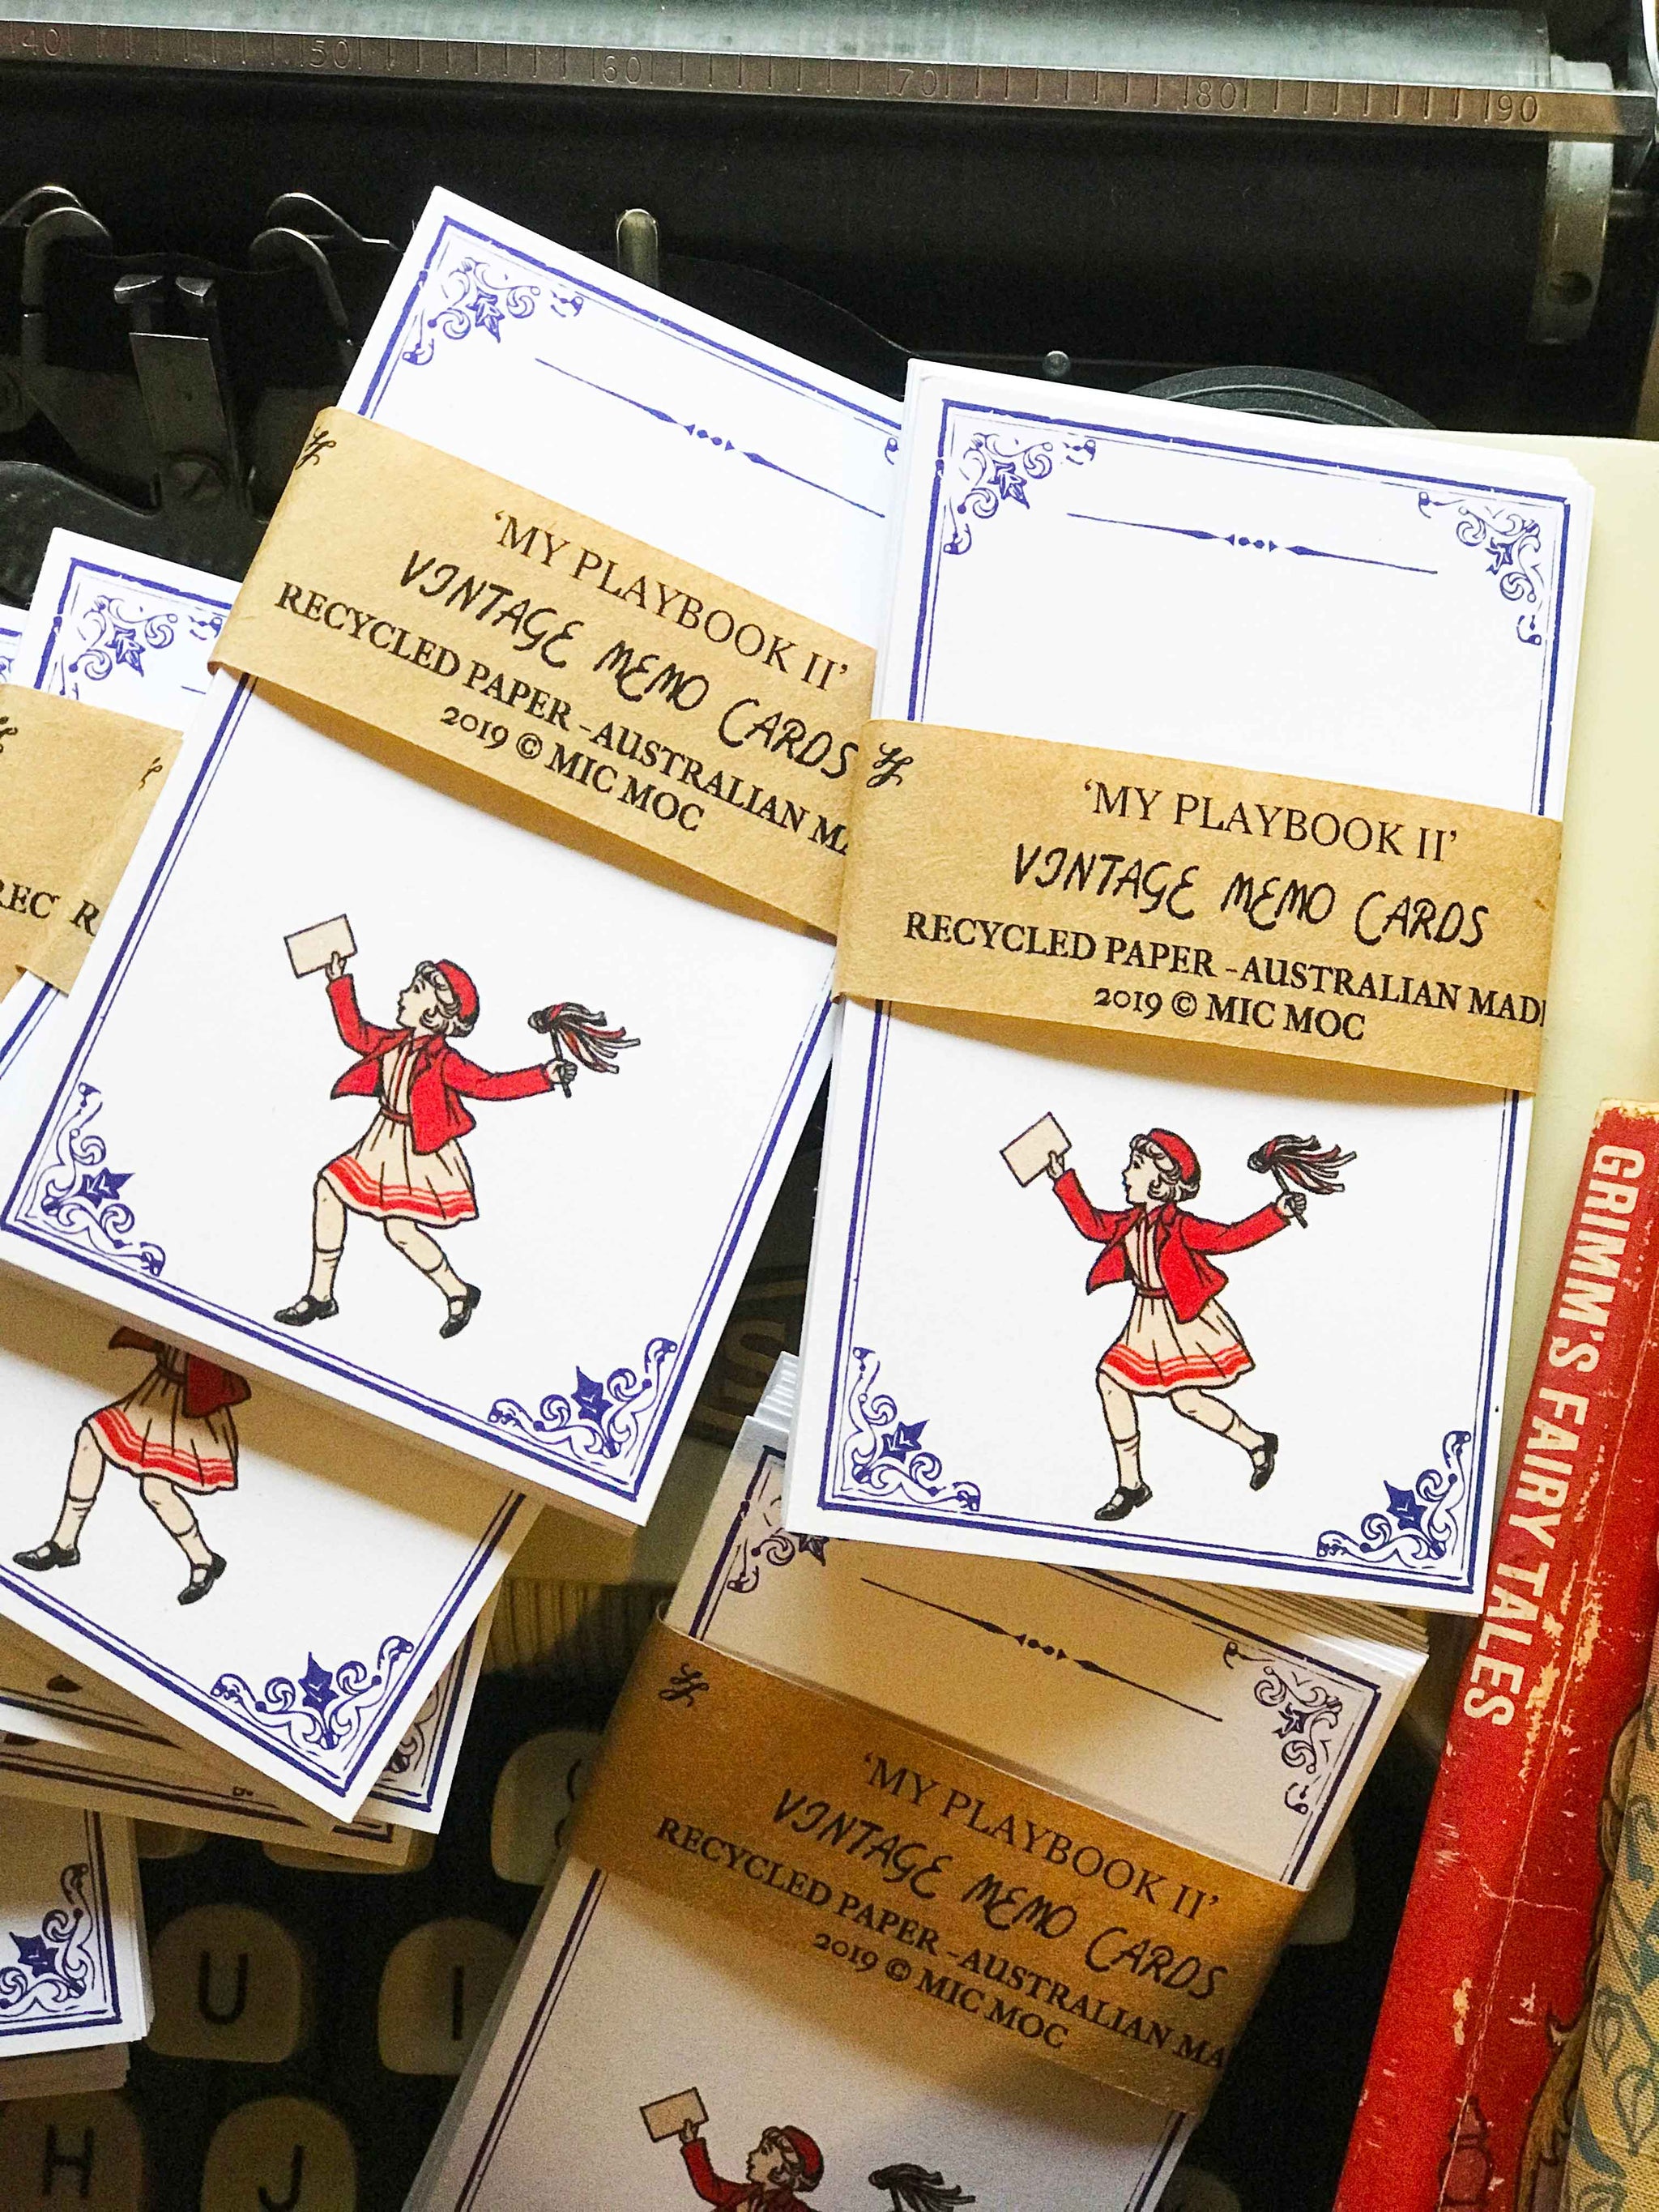 40 50 60 70 80 90
‘MY PLAYBOOK II’
VINTAGE MEMO CARDS
RECYCLED PAPER -AUSTRALIAN MA
2019 © MIC MOC
‘MY PLAYBOOK II’
VINTAGE MEMO CARDS
RECYCLED PAPER -AUSTRALIAN MADE
2019 © MIC MOC
REC R
GRIMM'S FAIRY TALES
‘MY PLAYBOOK II’
VINTAGE MEMO CARDS
RECYCLED PAPER -AUSTRALIAN MA
2019 © MIC MOC
U I
H J